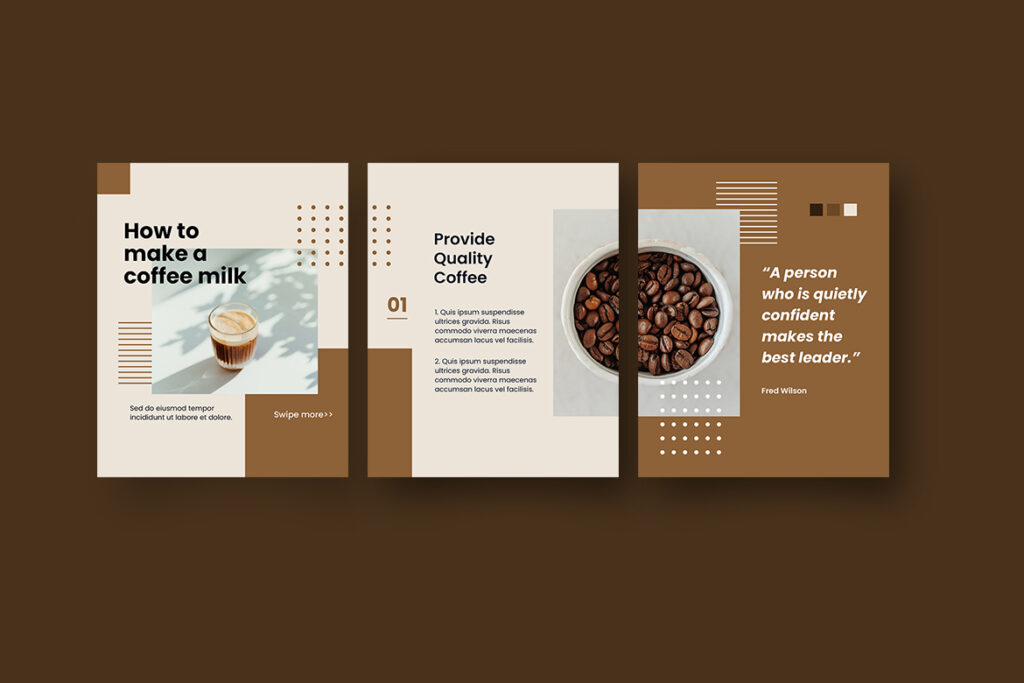 How to
make a
coffee milk
Sed do eiusmod tempor
incididunt ut labore et dolore.
Swipe more>>
01
Provide
Quality
Coffee
1. Quis ipsum suspendisse
ultrices gravida. Risus
commodo viverra maecenas
accumsan lacus vel facilisis.
2. Quis ipsum suspendisse
ultrices gravida. Risus
commodo viverra maecenas
accumsan lacus vel facilisis.
“A person
who is quietly
confident
makes the
best leader.”
Fred Wilson